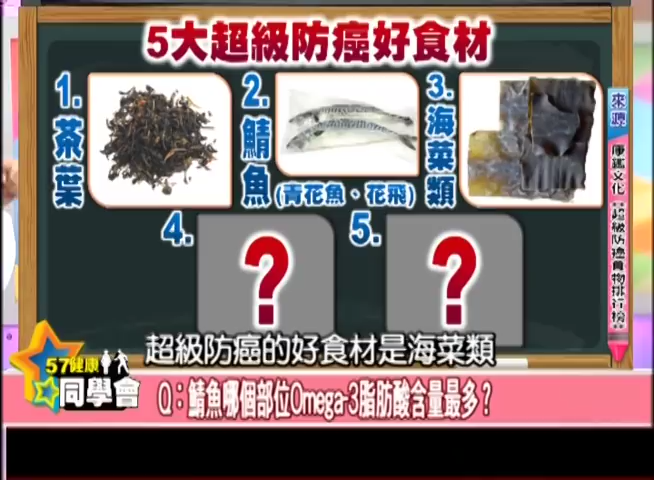 5大超級防癌好食材
1. 茶葉
2. 鯖魚
(青花魚、花飛)
3. 海菜類
4. ?
5. ?
來源 康鑑文化"超級防癌食物排行榜"
超級防癌的好食材是海菜類
57健康
同學會
Q：鯖魚哪個部位Omega-3脂肪酸含量最多？